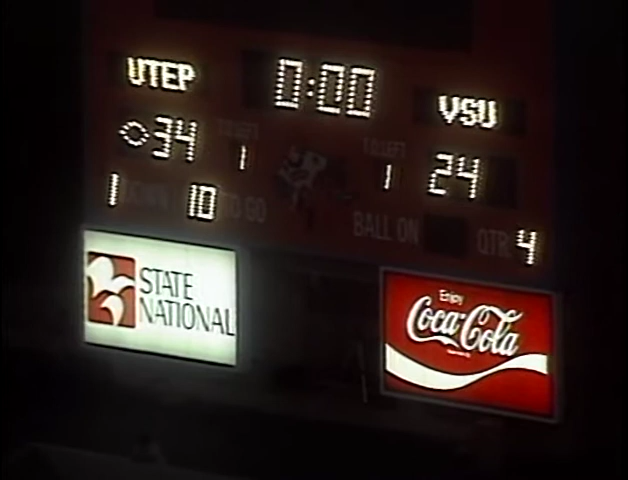 UTEP
0:00
VSU
34
T.O. LEFT
1
T.O. LEFT
1
24
1 DOWN
10 TO GO
BALL ON
QTR 4
STATE
NATIONAL
Enjoy
Coca-Cola